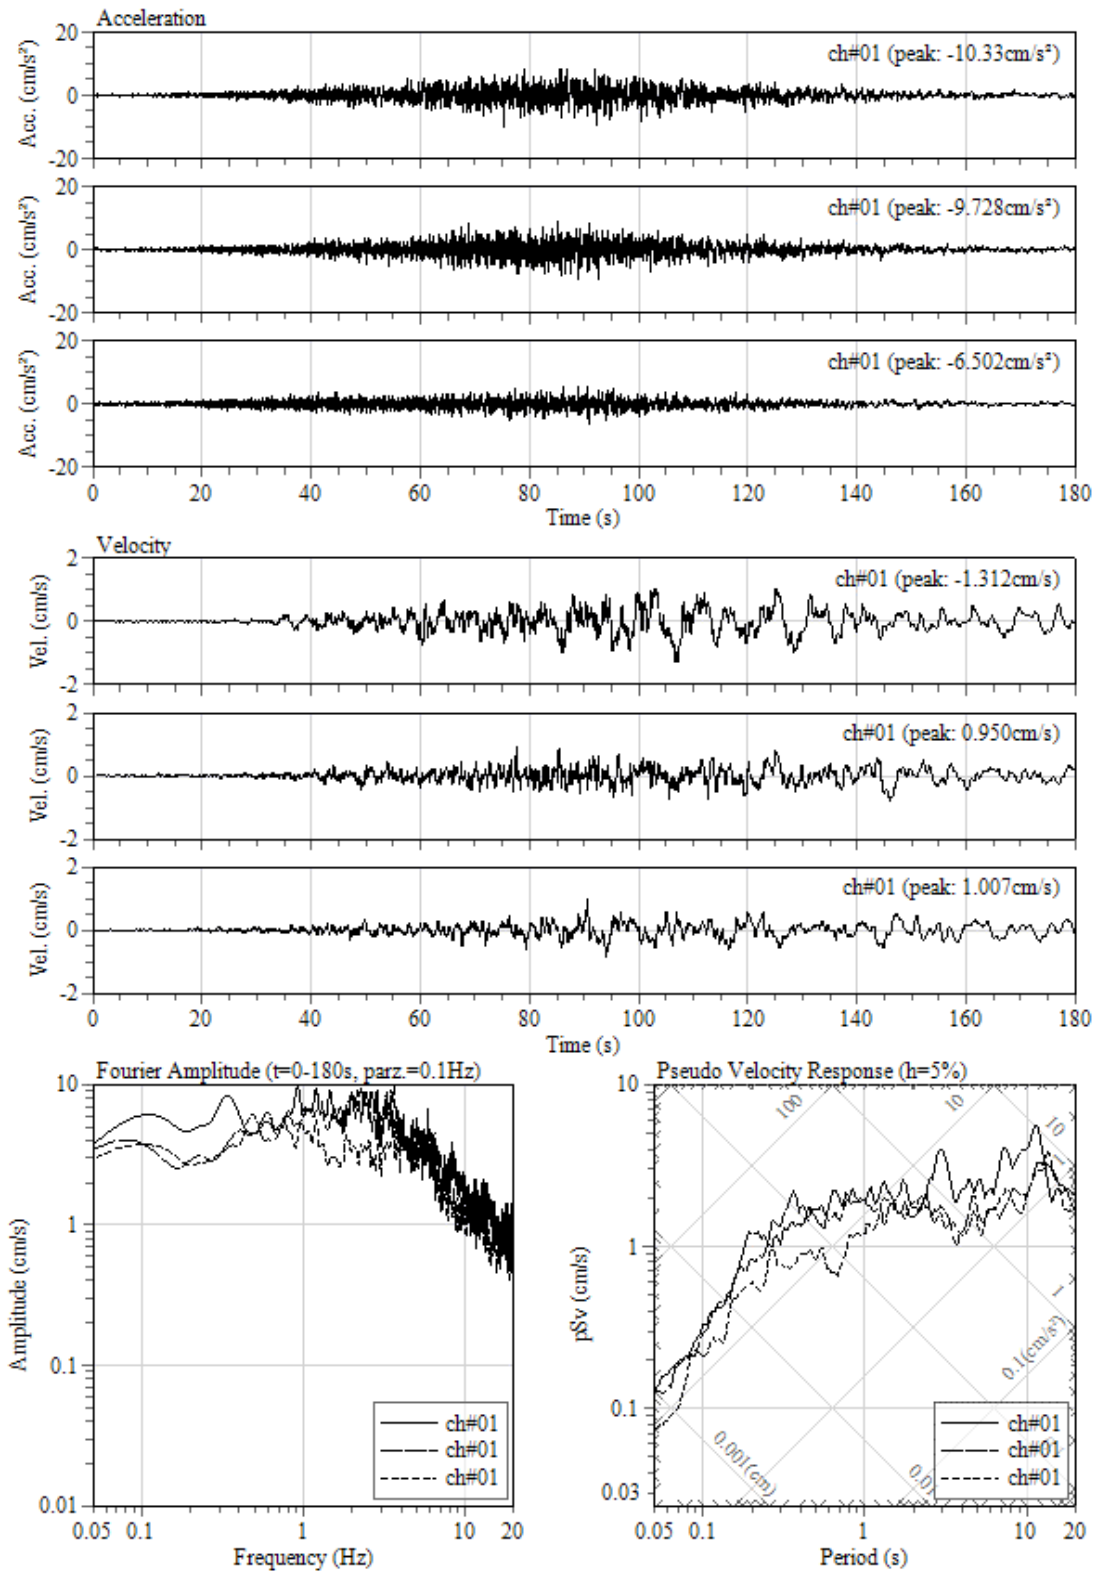 Acceleration
20
0
-20
Acc. (cm/s²)
ch#01 (peak: -10.33cm/s²)
20
0
-20
Acc. (cm/s²)
ch#01 (peak: -9.728cm/s²)
20
0
-20
Acc. (cm/s²)
ch#01 (peak: -6.502cm/s²)
0 20 40 60 80 100 120 140 160 180
Time (s)
Velocity
2
0
-2
Vel. (cm/s)
ch#01 (peak: -1.312cm/s)
2
0
-2
Vel. (cm/s)
ch#01 (peak: 0.950cm/s)
2
0
-2
Vel. (cm/s)
ch#01 (peak: 1.007cm/s)
0 20 40 60 80 100 120 140 160 180
Time (s)
Fourier Amplitude (t=0-180s, parz.=0.1Hz)
10
1
0.1
0.01
Amplitude (cm/s)
ch#01
ch#01
ch#01
0.05 0.1 1 10 20
Frequency (Hz)
Pseudo Velocity Response (h=5%)
10
1
0.1
0.03
pSv (cm/s)
100
10
10
1
1
0.1(cm/s²)
0.001(cm)
0.01
ch#01
ch#01
ch#01
0.05 0.1 1 10 20
Period (s)